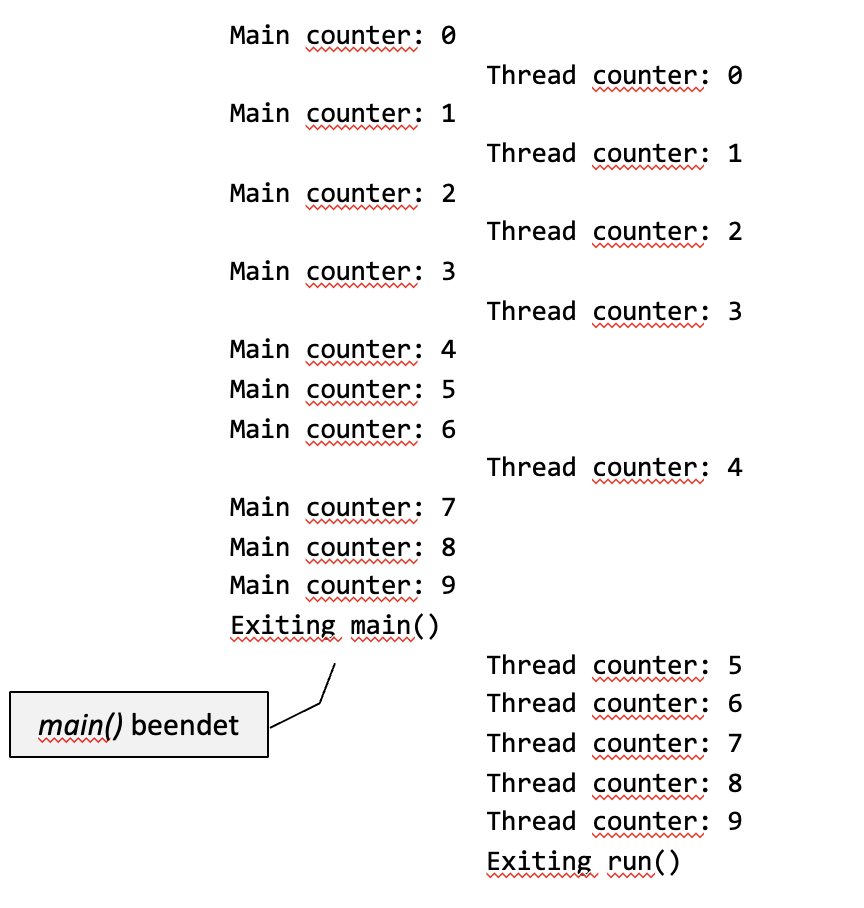 Main counter: 0
Thread counter: 0
Main counter: 1
Thread counter: 1
Main counter: 2
Thread counter: 2
Main counter: 3
Thread counter: 3
Main counter: 4
Main counter: 5
Main counter: 6
Thread counter: 4
Main counter: 7
Main counter: 8
Main counter: 9
Exiting main()
Thread counter: 5
Thread counter: 6
main() beendet
Thread counter: 7
Thread counter: 8
Thread counter: 9
Exiting run()